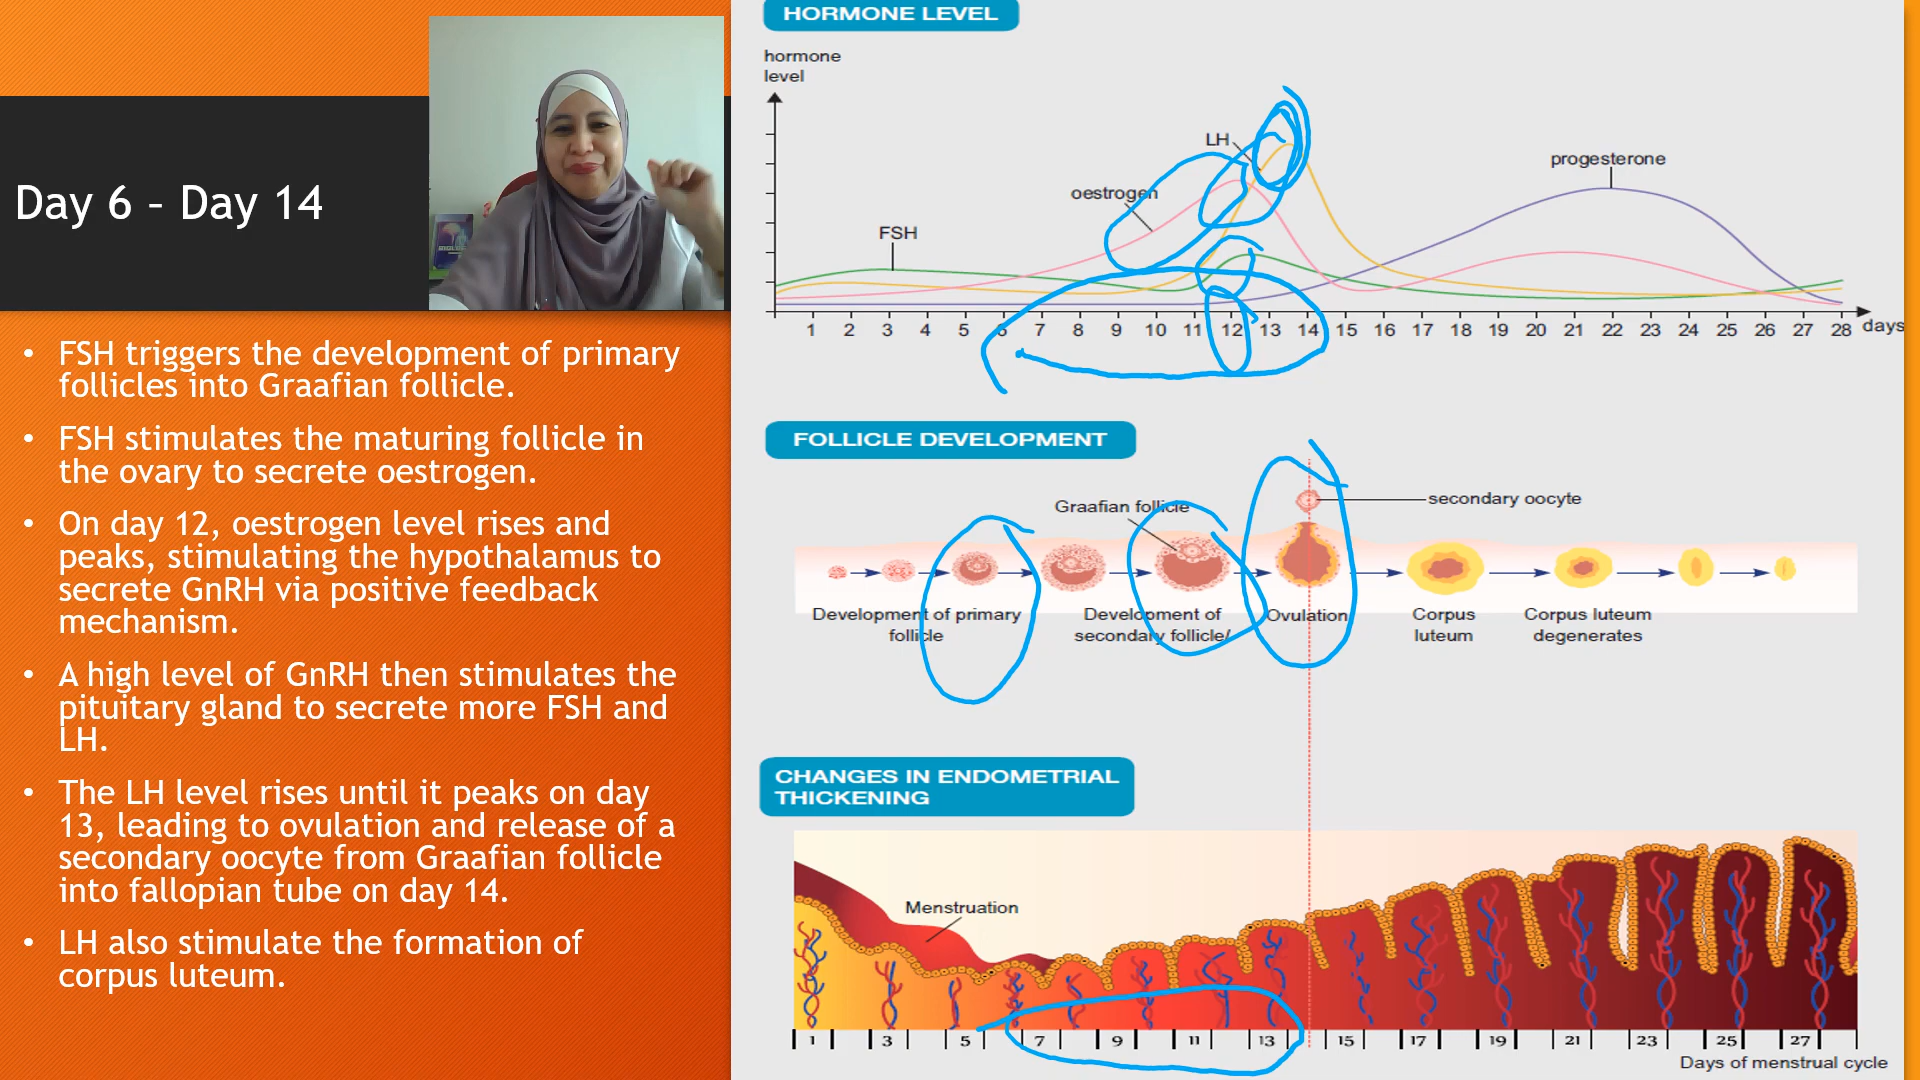 Day 6 – Day 14
• FSH triggers the development of primary
follicles into Graafian follicle.
• FSH stimulates the maturing follicle in
the ovary to secrete oestrogen.
• On day 12, oestrogen level rises and
peaks, stimulating the hypothalamus to
secrete GnRH via positive feedback
mechanism.
• A high level of GnRH then stimulates the
pituitary gland to secrete more FSH and
LH.
• The LH level rises until it peaks on day
13, leading to ovulation and release of a
secondary oocyte from Graafian follicle
into fallopian tube on day 14.
• LH also stimulate the formation of
corpus luteum.
HORMONE LEVEL
hormone
level
LH
progesterone
oestrogen
FSH
1 2 3 4 5 6 7 8 9 10 11 12 13 14 15 16 17 18 19 20 21 22 23 24 25 26 27 28 days
FOLLICLE DEVELOPMENT
secondary oocyte
Graafian follicle
Development of primary
follicle
Development of
secondary follicle/
Ovulation
Corpus
luteum
Corpus luteum
degenerates
CHANGES IN ENDOMETRIAL
THICKENING
Menstruation
1 3 5 7 9 11 13 15 17 19 21 23 25 27
Days of menstrual cycle